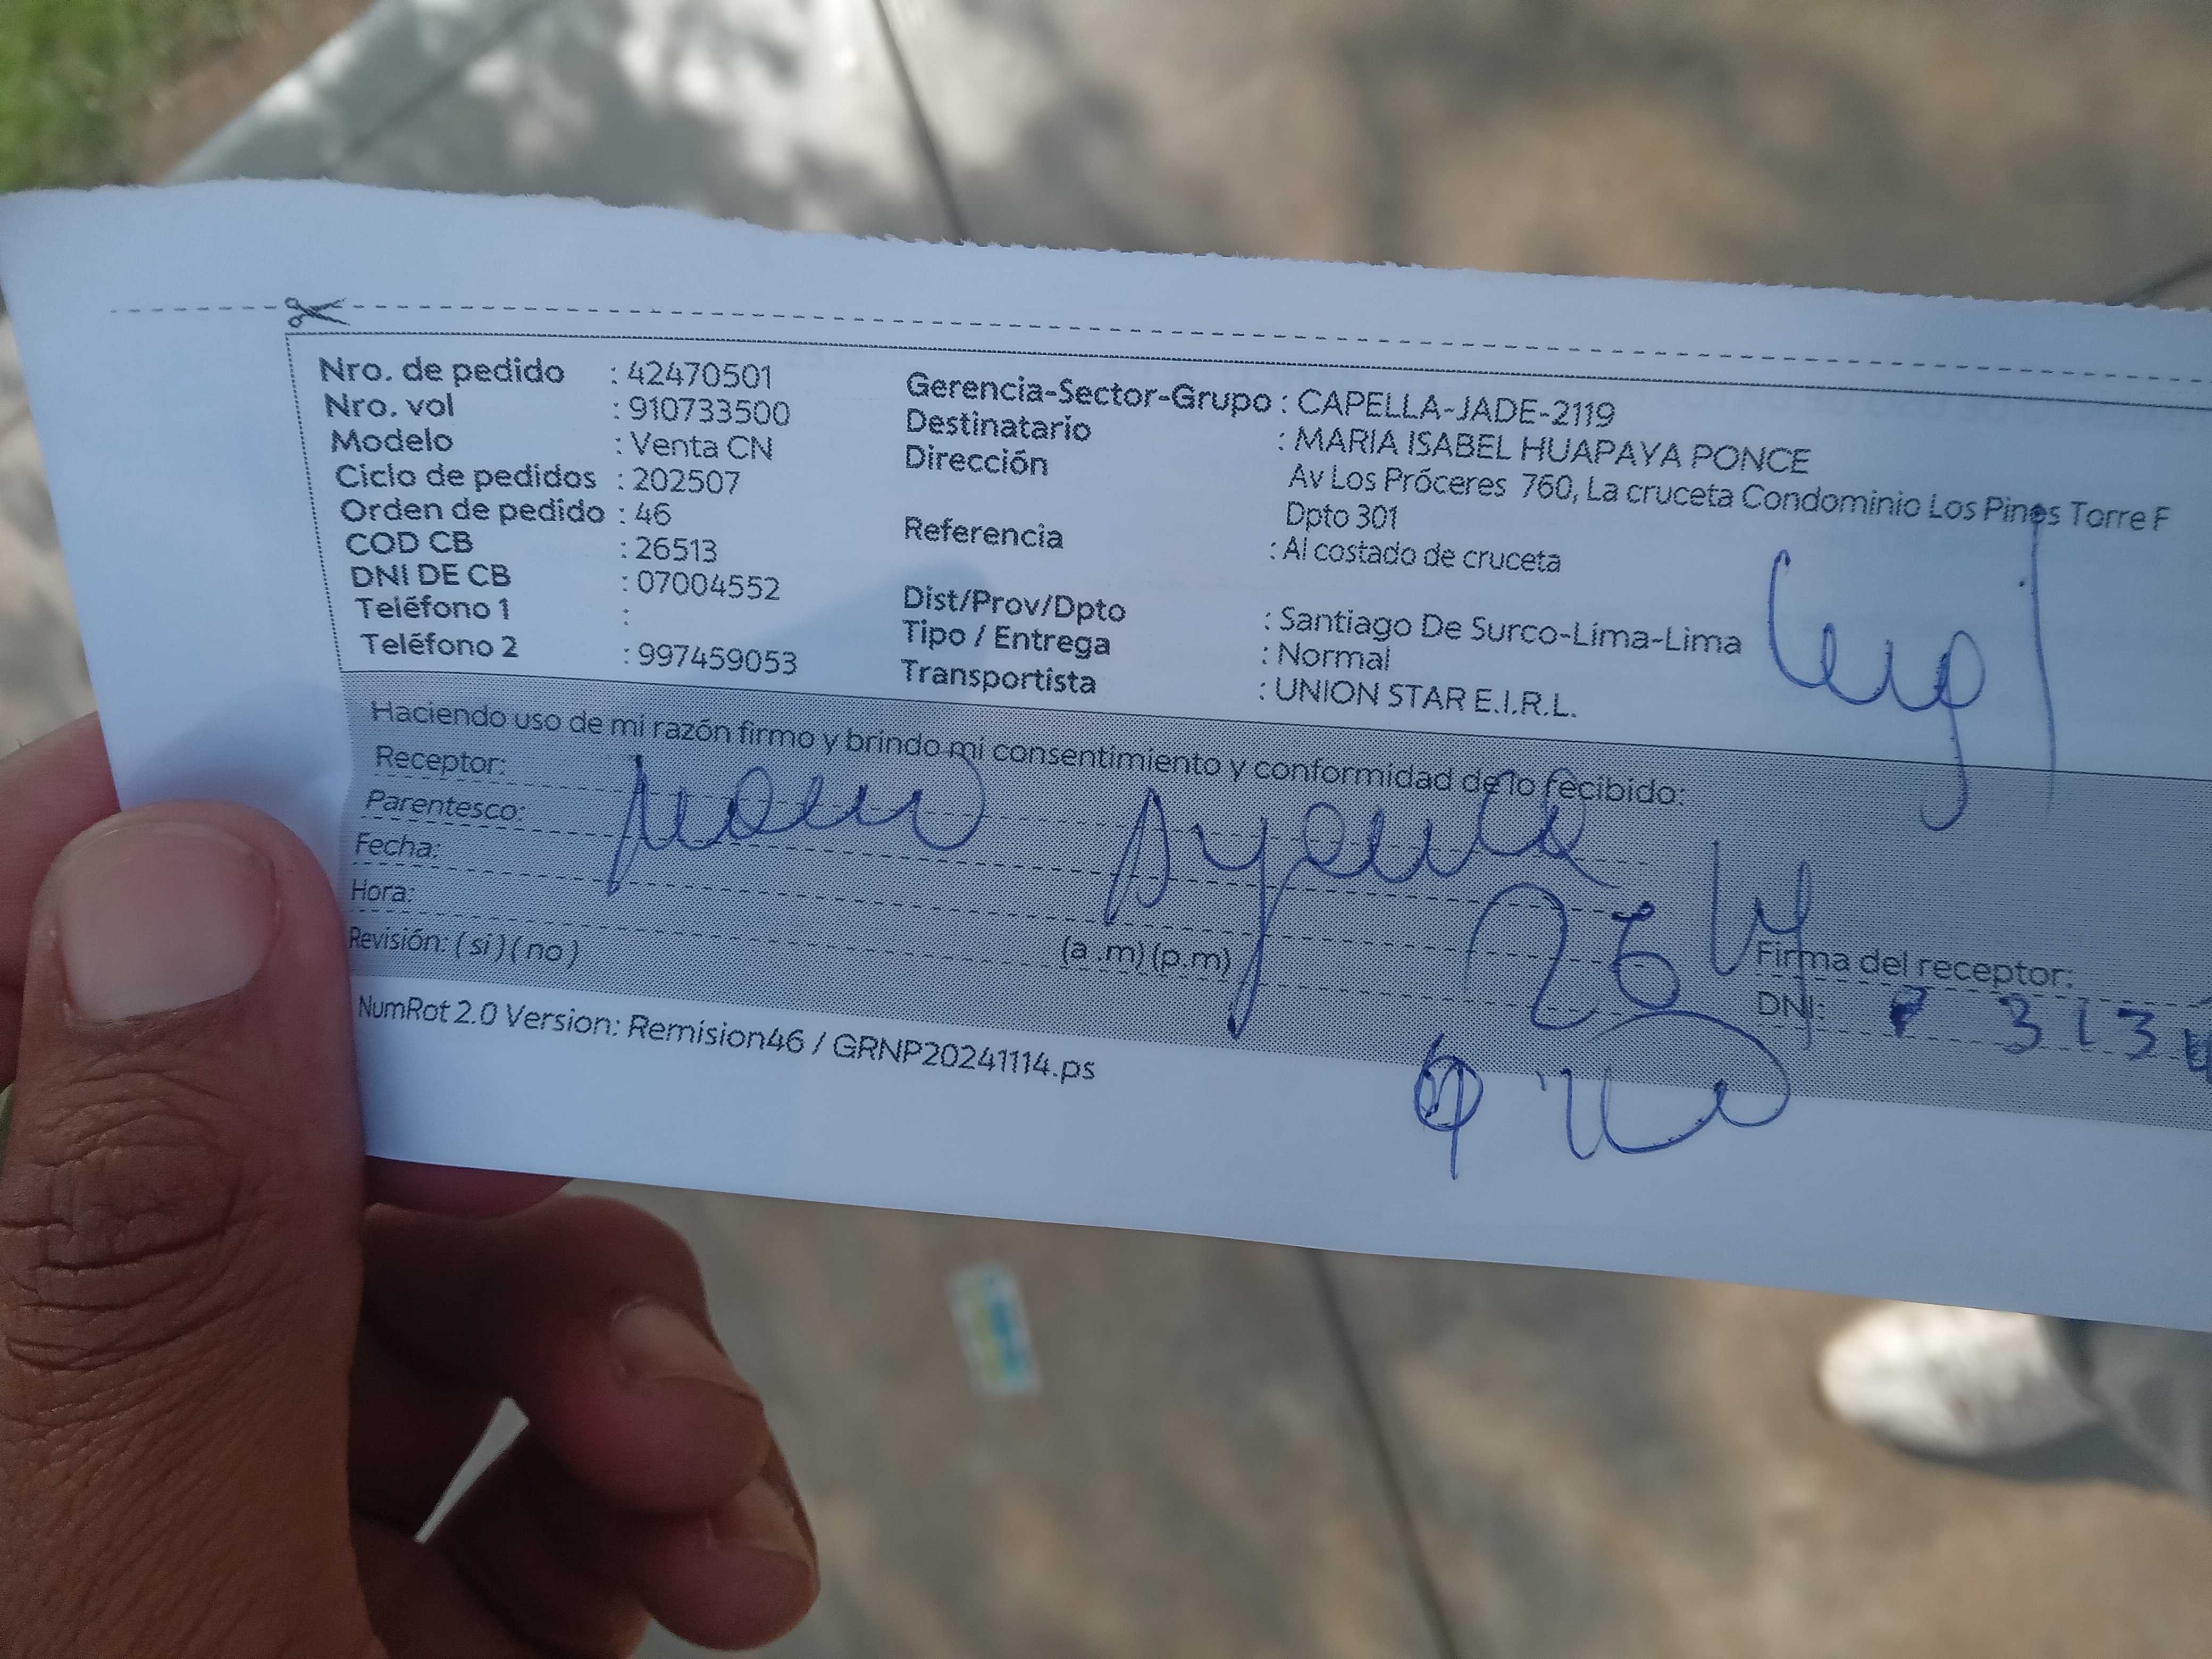 Nro. de pedido : 42470501
Nro. vol : 910733500
Modelo : Venta CN
Ciclo de pedidos : 202507
Orden de pedido : 46
COD CB : 26513
DNI DE CB : 07004552
Teléfono 1 :
Teléfono 2 : 997459053
Gerencia-Sector-Grupo : CAPELLA-JADE-2119
Destinatario : MARIA ISABEL HUAPAYA PONCE
Dirección Av Los Próceres 760, La cruceta Condominio Los Pinos Torre F
Dpto 301
Referencia : Al costado de cruceta
Dist/Prov/Dpto : Santiago De Surco-Lima-Lima
Tipo / Entrega : Normal
Transportista : UNION STAR E.I.R.L.
Haciendo uso de mi razón firmo y brindo mi consentimiento y conformidad de lo recibido:
Receptor:
Parentesco:
Fecha:
Hora: (a .m) (p.m)
Revisión: ( si ) ( no )
26
Firma del receptor:
DNI: 3 1 3
NumRot 2.0 Version: Remision46 / GRNP20241114.ps